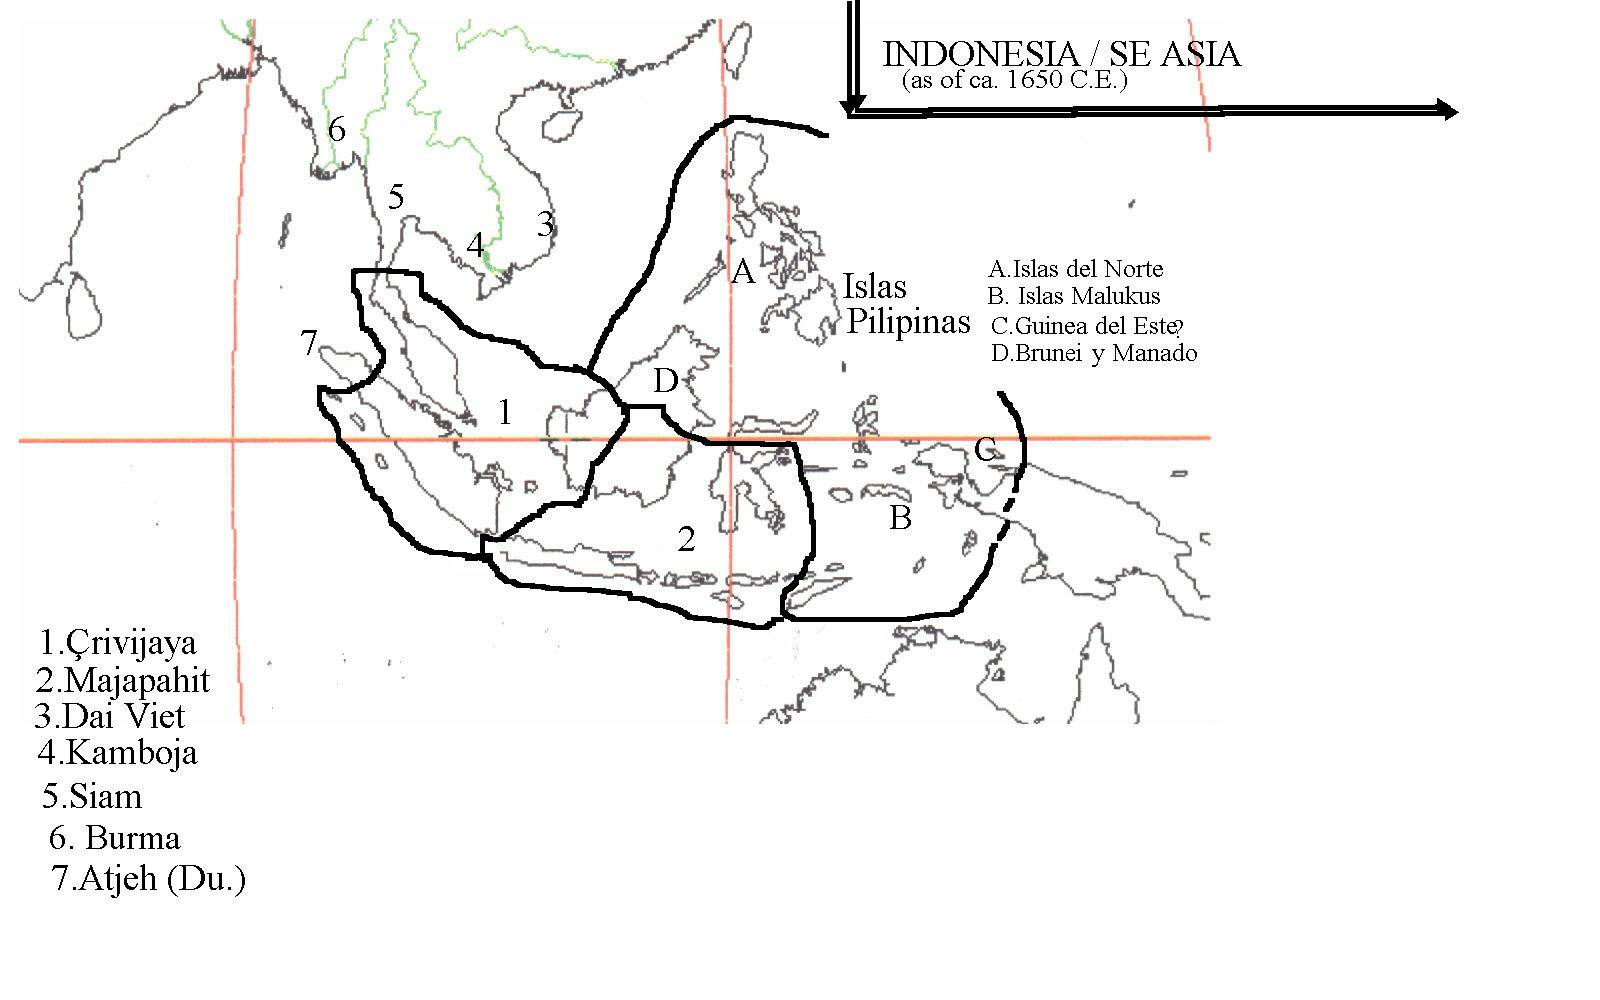 INDONESIA / SE ASIA
(as of ca. 1650 C.E.)
6
5
3
4
A
Islas
Pilipinas
A.Islas del Norte
B. Islas Malukus
C.Guinea del Este?
D.Brunei y Manado
7
D
1
C
B
2
1.Çrivijaya
2.Majapahit
3.Dai Viet
4.Kamboja
5.Siam
6. Burma
7.Atjeh (Du.)